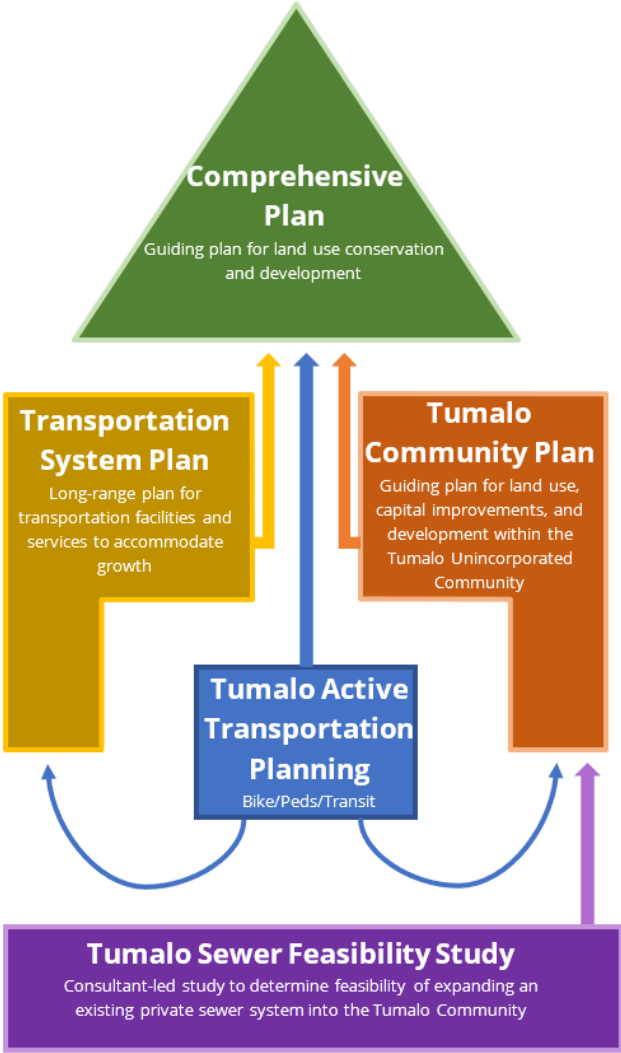 Comprehensive
Plan
Guiding plan for land use conservation
and development
Transportation
System Plan
Long-range plan for
transportation facilities and
services to accommodate
growth
Tumalo
Community Plan
Guiding plan for land use,
capital improvements, and
development within the
Tumalo Unincorporated
Community
Tumalo Active
Transportation
Planning
Bike/Peds/Transit
Tumalo Sewer Feasibility Study
Consultant-led study to determine feasibility of expanding an
existing private sewer system into the Tumalo Community